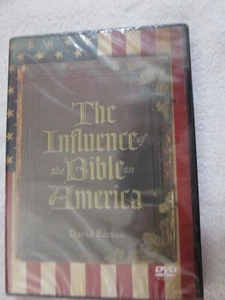 The
Influence of
the Bible on
America
David Barton
DVD